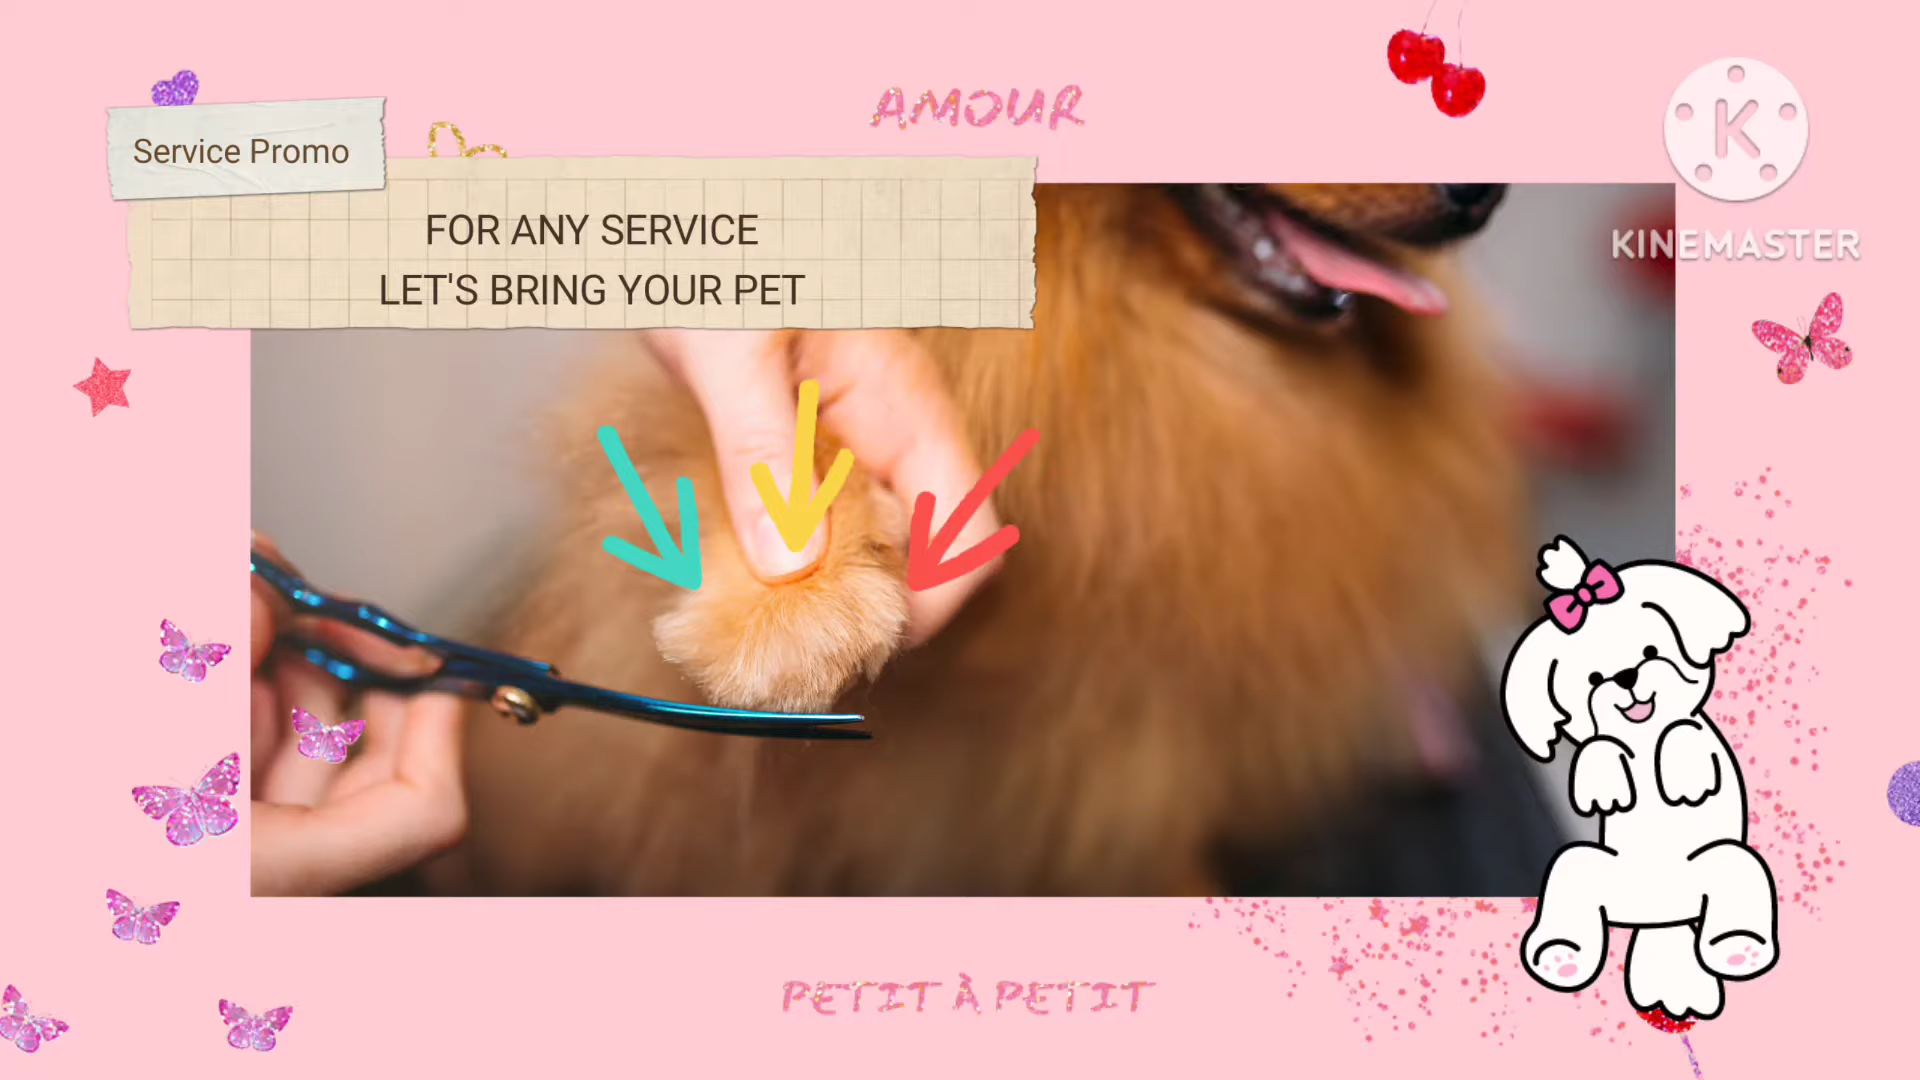 AMOUR
Service Promo
FOR ANY SERVICE
LET'S BRING YOUR PET
K
KINEMASTER
PETIT À PETIT